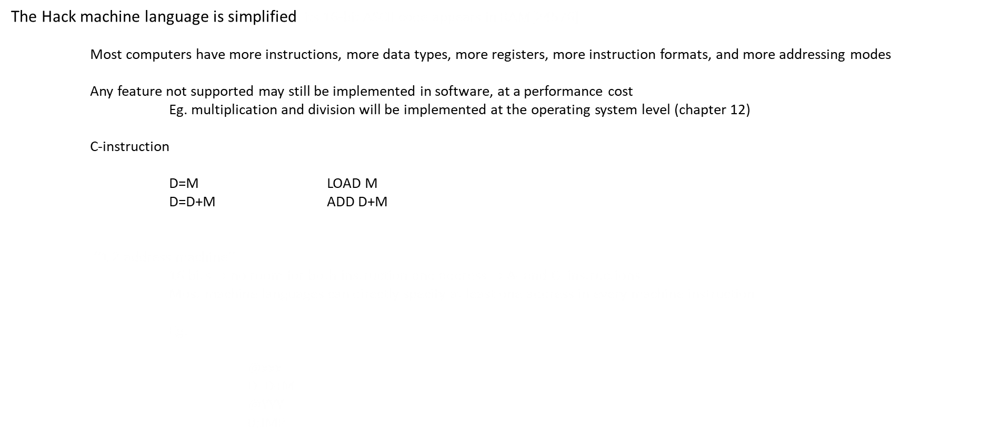 The Hack machine language is simplified
Most computers have more instructions, more data types, more registers, more instruction formats, and more addressing modes
Any feature not supported may still be implemented in software, at a performance cost
Eg. multiplication and division will be implemented at the operating system level (chapter 12)
C-instruction
D=M LOAD M
D=D+M ADD D+M